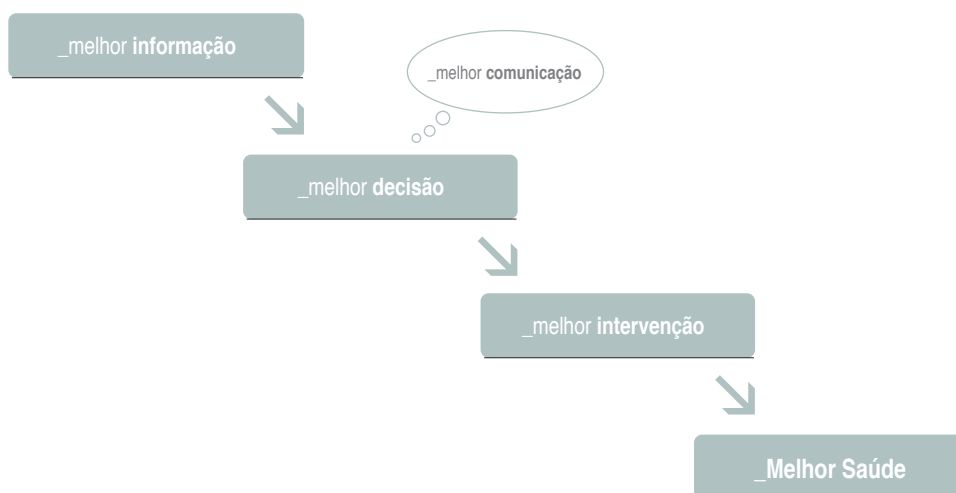 _melhor informação
_melhor comunicação
_melhor decisão
_melhor intervenção
_Melhor Saúde